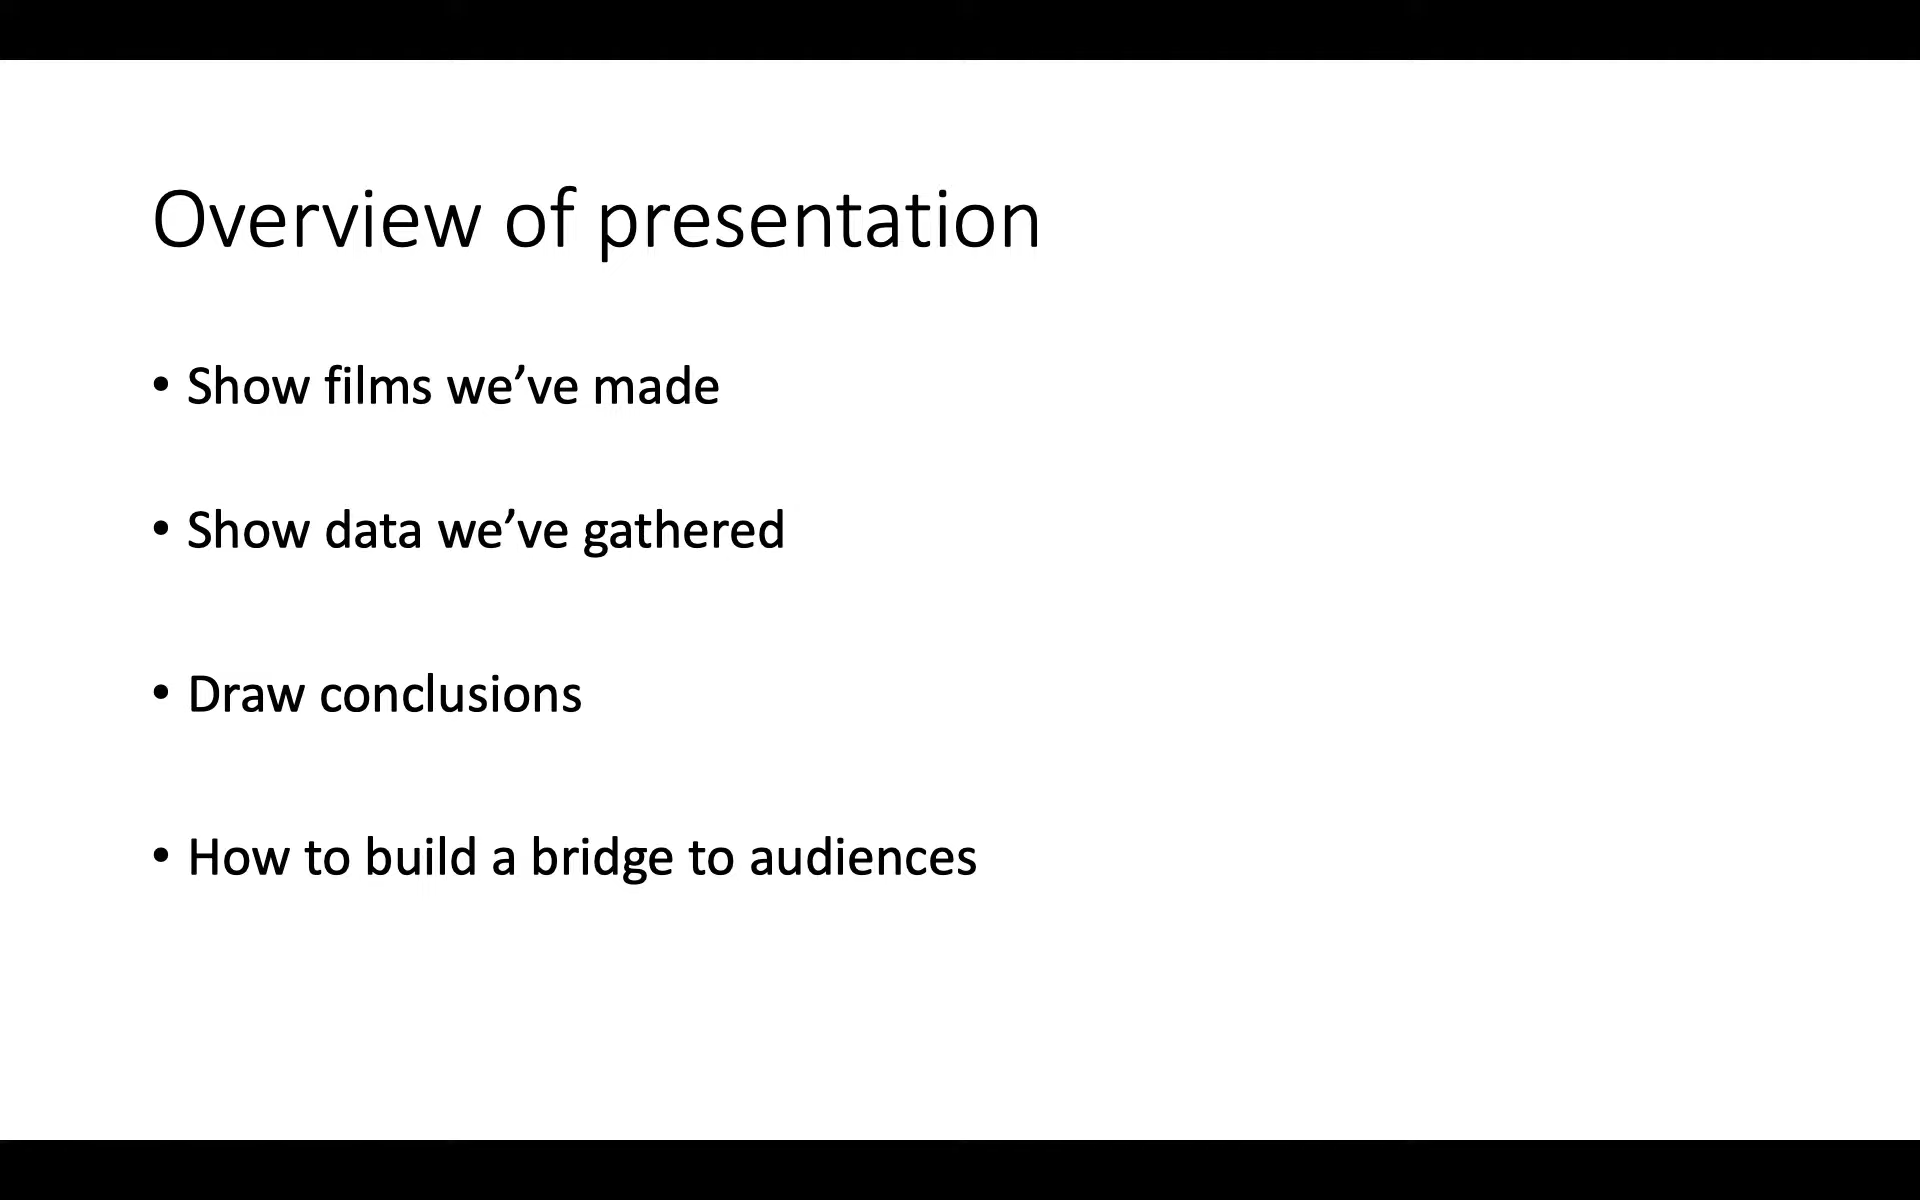 Overview of presentation
• Show films we’ve made
• Show data we’ve gathered
• Draw conclusions
• How to build a bridge to audiences